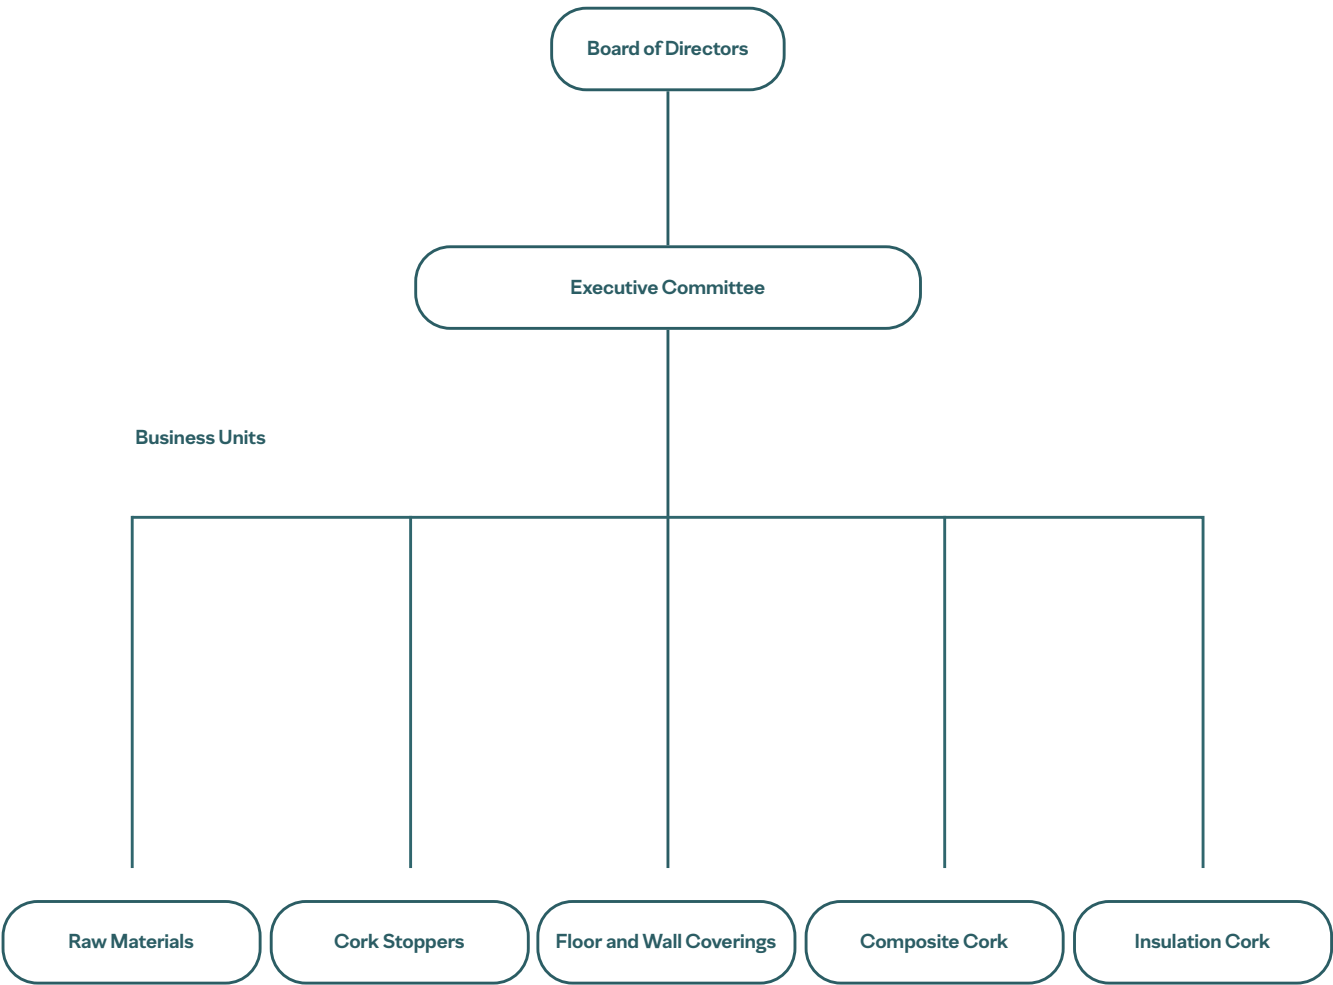 Board of Directors
Executive Committee
Business Units
Raw Materials
Cork Stoppers
Floor and Wall Coverings
Composite Cork
Insulation Cork